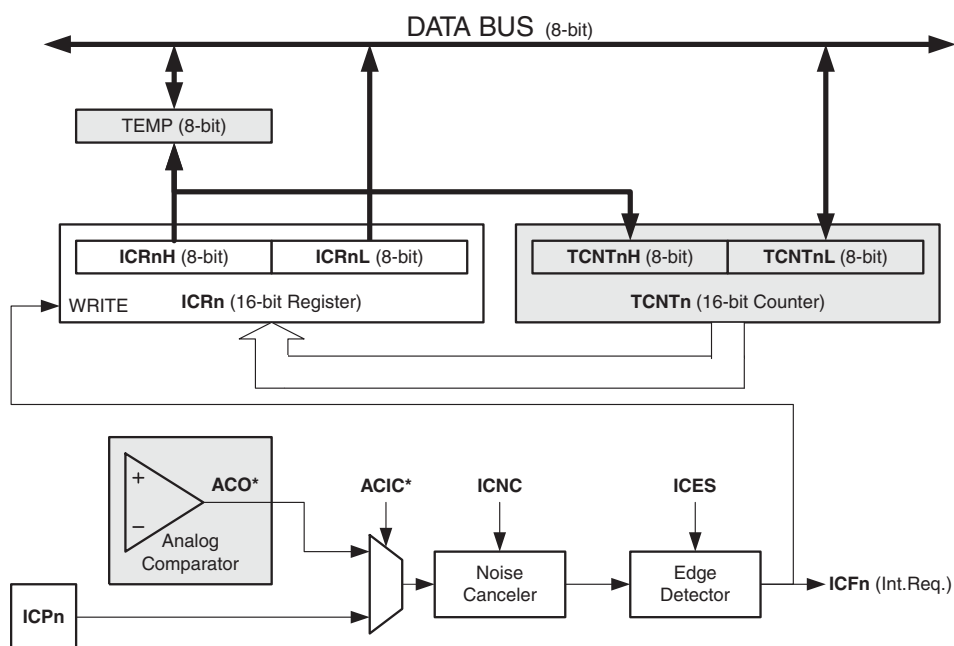 DATA BUS (8-bit)
TEMP (8-bit)
ICRnH (8-bit)
ICRnL (8-bit)
TCNTnH (8-bit)
TCNTnL (8-bit)
WRITE
ICRn (16-bit Register)
TCNTn (16-bit Counter)
+
−
ACO*
Analog
Comparator
ACIC*
ICNC
ICES
Noise
Canceler
Edge
Detector
ICFn (Int.Req.)
ICPn